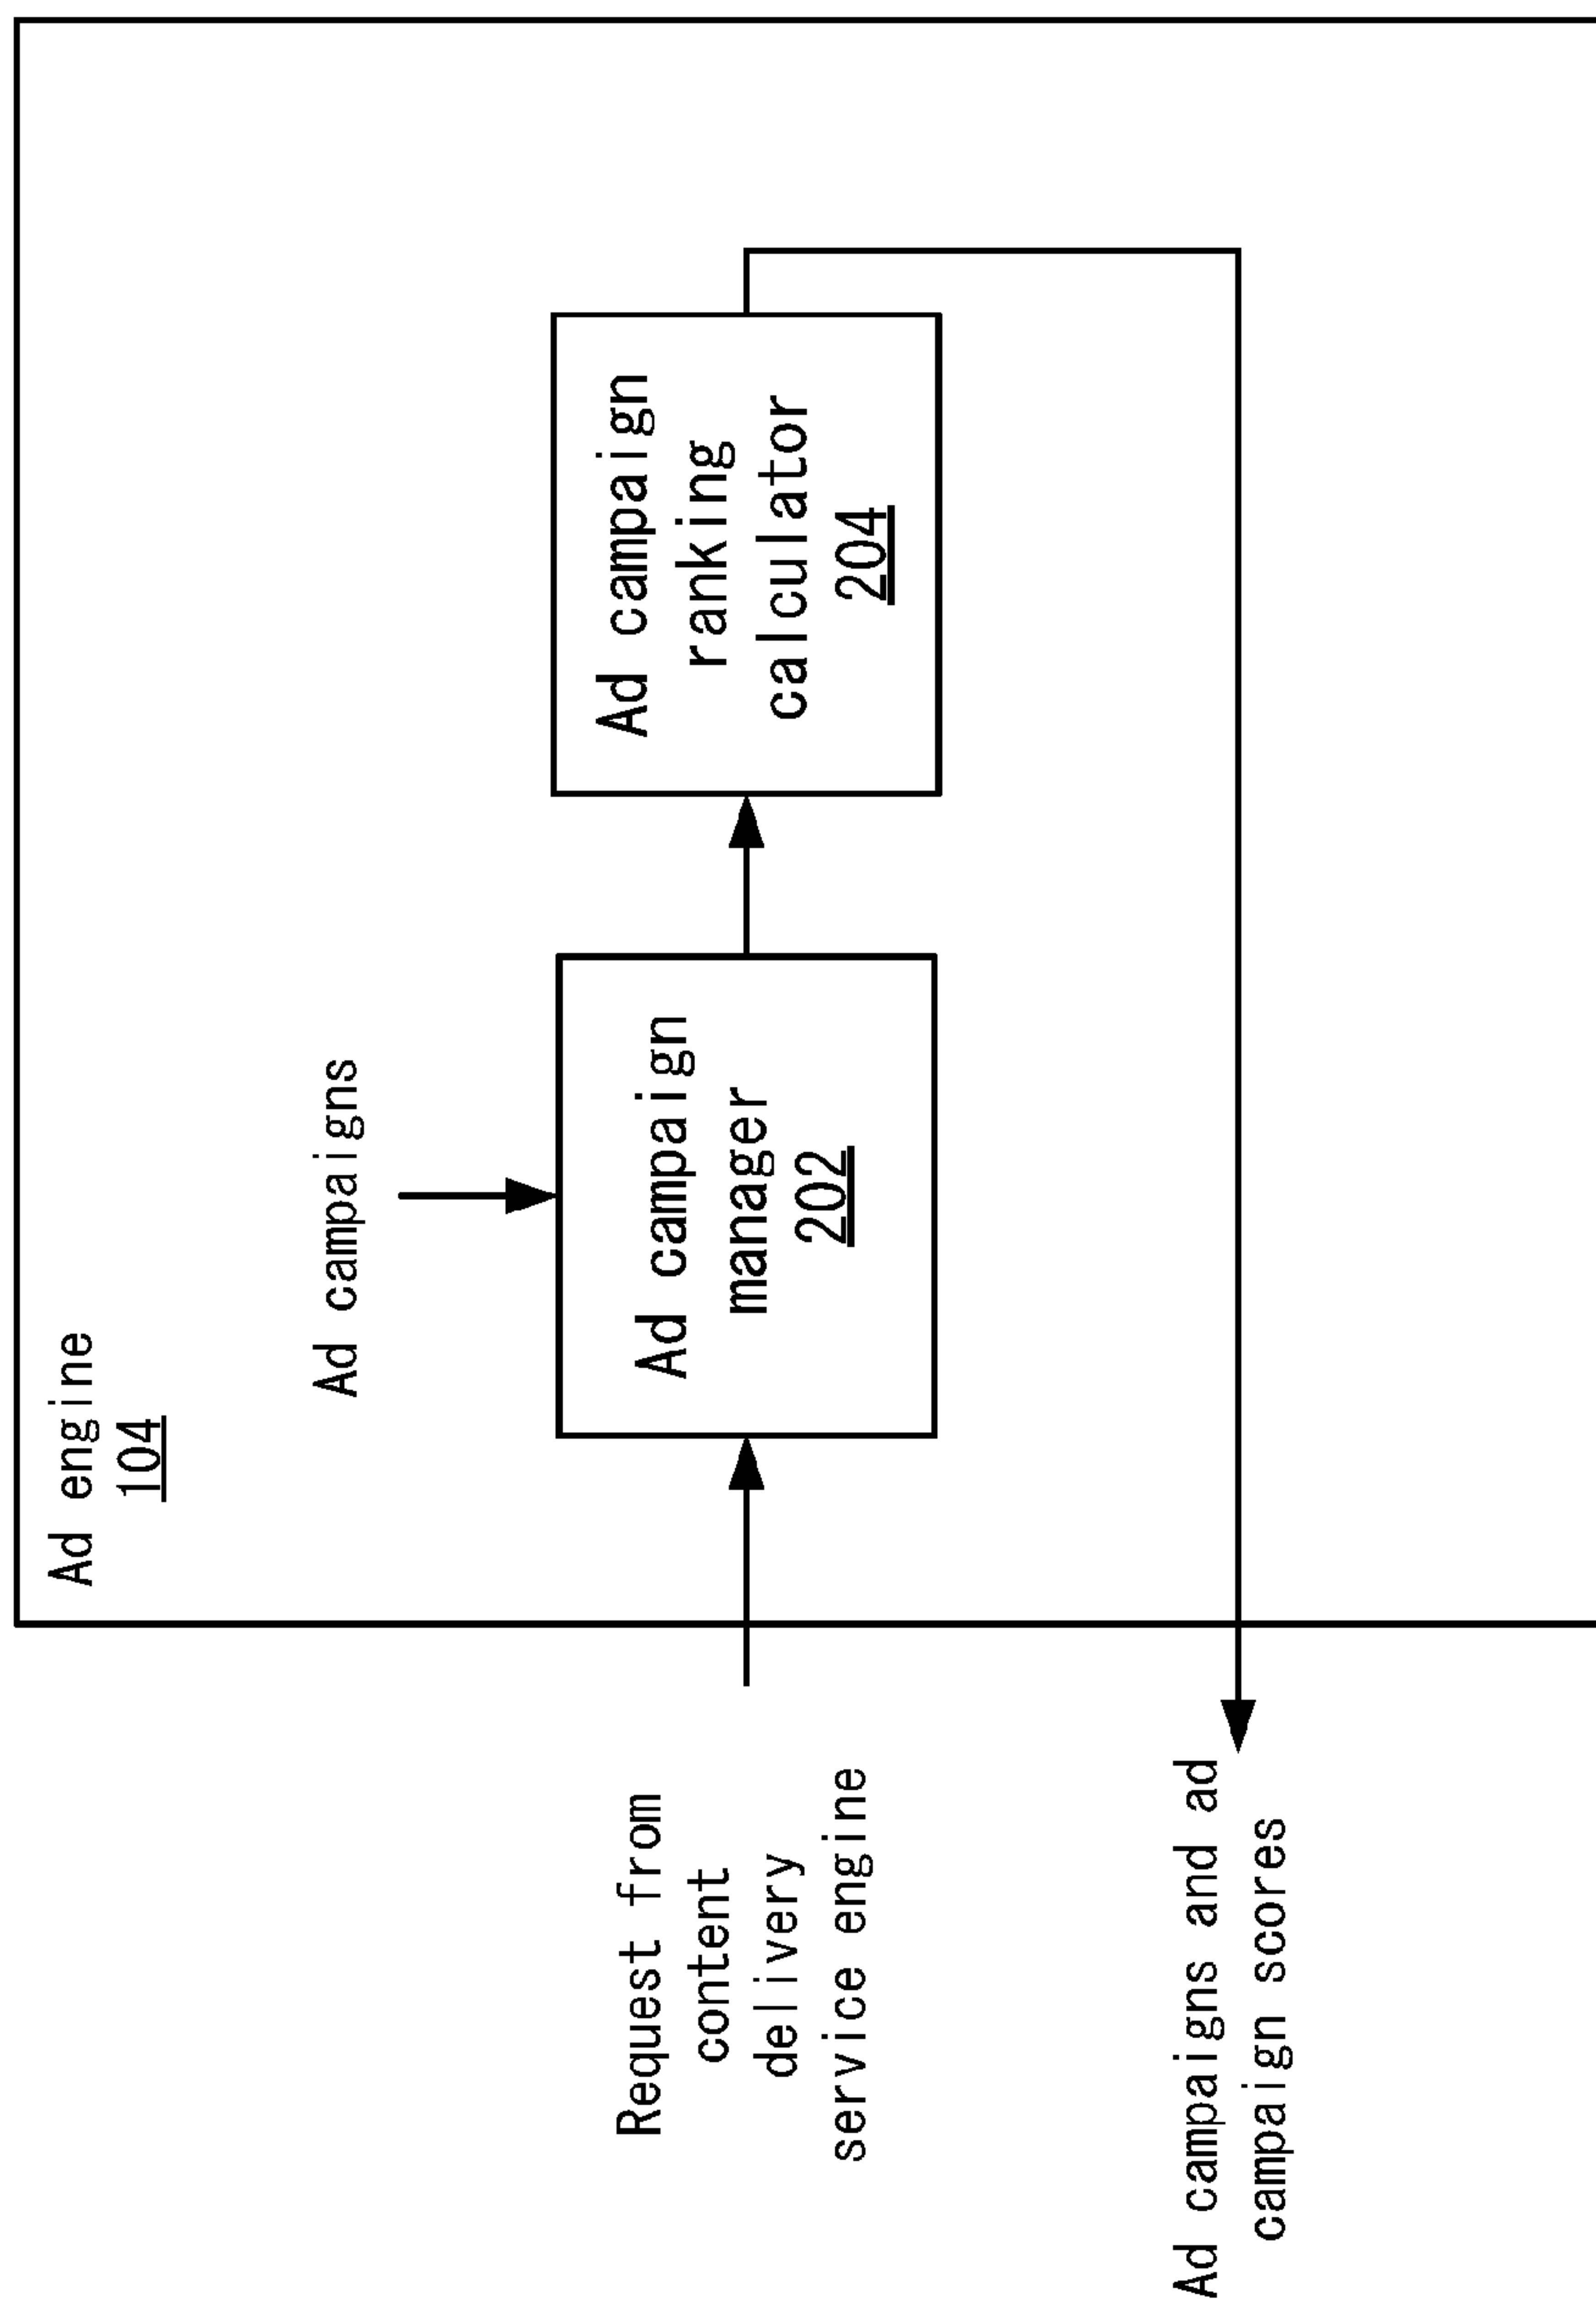 Ad engine
104
Ad campaigns
Request from
content
delivery
service engine
Ad campaign
manager
202
Ad campaign
ranking
calculator
204
Ad campaigns and ad
campaign scores